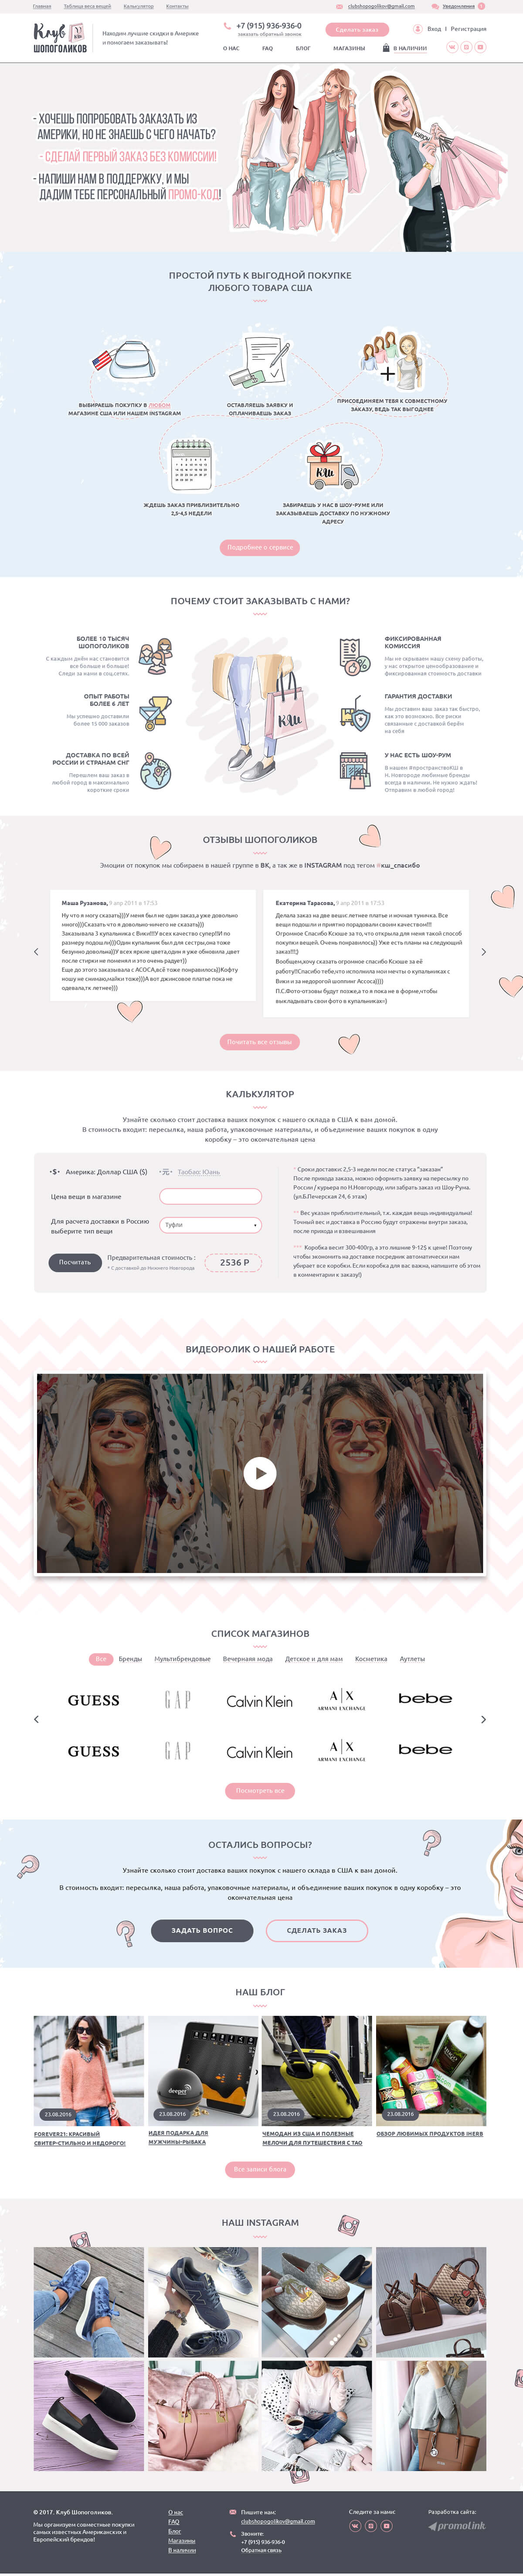 Главная
Таблица веса вещей
Калькулятор
Контакты
clubshopogolikov@gmail.com
Уведомления
Клуб ШОПОГОЛИКОВ
Находим лучшие скидки в Америке
и помогаем заказывать!
+7 (915) 936-936-0
заказать обратный звонок
Сделать заказ
Вход | Регистрация
О НАС
FAQ
БЛОГ
МАГАЗИНЫ
В НАЛИЧИИ
- ХОЧЕШЬ ПОПРОБОВАТЬ ЗАКАЗАТЬ ИЗ
АМЕРИКИ, НО НЕ ЗНАЕШЬ С ЧЕГО НАЧАТЬ?
- СДЕЛАЙ ПЕРВЫЙ ЗАКАЗ БЕЗ КОМИССИИ!
- НАПИШИ НАМ В ПОДДЕРЖКУ, И МЫ
ДАДИМ ТЕБЕ ПЕРСОНАЛЬНЫЙ ПРОМО-КОД!
ПРОСТОЙ ПУТЬ К ВЫГОДНОЙ ПОКУПКЕ
ЛЮБОГО ТОВАРА США
ВЫБИРАЕШЬ ПОКУПКУ В ЛЮБОМ
МАГАЗИНЕ США ИЛИ НАШЕМ INSTAGRAM
ОСТАВЛЯЕШЬ ЗАЯВКУ И
ОПЛАЧИВАЕШЬ ЗАКАЗ
ПРИСОЕДИНЯЕМ ТЕБЯ К СОВМЕСТНОМУ
ЗАКАЗУ, ВЕДЬ ТАК ВЫГОДНЕЕ
ЖДЕШЬ ЗАКАЗ ПРИБЛИЗИТЕЛЬНО
2,5-4,5 НЕДЕЛИ
ЗАБИРАЕШЬ У НАС В ШОУ-РУМЕ ИЛИ
ЗАКАЗЫВАЕШЬ ДОСТАВКУ ПО НУЖНОМУ
АДРЕСУ
Подробнее о сервисе
ПОЧЕМУ СТОИТ ЗАКАЗЫВАТЬ С НАМИ?
БОЛЕЕ 10 ТЫСЯЧ
ШОПОГОЛИКОВ
С каждым днём нас становится
все больше и больше!
Следи за нами в соц.сетях.
ОПЫТ РАБОТЫ
БОЛЕЕ 6 ЛЕТ
Мы успешно доставили
более 15 000 заказов
ДОСТАВКА ПО ВСЕЙ
РОССИИ И СТРАНАМ СНГ
Перешлем ваш заказ в
любой город в максимально
короткие сроки
КШ
ФИКСИРОВАННАЯ
КОМИССИЯ
Мы не скрываем нашу схему работы,
у нас открытое ценообразование и
фиксированная стоимость доставки
ГАРАНТИЯ ДОСТАВКИ
Мы доставим ваш заказ так быстро,
как это возможно. Все риски
связанные с доставкой берём
на себя
У НАС ЕСТЬ ШОУ-РУМ
В нашем #пространствоКШ в
Н. Новгороде любимые бренды
всегда в наличии. Не нужно ждать!
Отправим в любой город!
ОТЗЫВЫ ШОПОГОЛИКОВ
Эмоции от покупок мы собираем в нашей группе в ВК, а так же в INSTAGRAM под тегом #кш_спасибо
Маша Рузанова, 9 апр 2011 в 17:53
Ну что я могу сказать)))У меня был не один заказ,а уже довольно
много)))Сказать что я довольно-ничего не сказать)))
Заказывала 3 купальника с Вижи!!!У всех качество супер!!!И по
размеру подошли)))Один купальник был для сестры,она тоже
безумно довольна)))У всех яркие цвета,один я уже обновила ,цвет
после стирки не поменял и это очень радует))
Еще до этого заказывала с АСОСА,всё тоже понравилось))Кофту
ношу не снимаю,чайки тоже)))А вот джинсовое платье пока не
одевала,тк летнее)))
Екатерина Тарасова, 9 апр 2011 в 17:53
Делала заказ на две вещи: летнее платье и ночная туника. Все
вещи подошли и приятно порадовали своим качеством!!!
Огромное Спасибо Ксюше за то, что открыла для меня такой способ
покупки вещей. Очень понравилось)) Уже есть планы на следующий
заказ!!!:)
Вообщем,хочу сказать огромное спасибо Ксюше за её
работу!!Спасибо тебе,что исполнила мои мечты о купальниках с
Вижи и за недорогой шоппинг Ассоса))))
П.С.Фото-отзовы будут позже,а то я пока не в форме,чтобы
выкладывать свои фото в купальниках=)
Почитать все отзывы
КАЛЬКУЛЯТОР
Узнайте сколько стоит доставка ваших покупок с нашего склада в США к вам домой.
В стоимость входит: пересылка, наша работа, упаковочные материалы, и объединение ваших покупок в одну
коробку – это окончательная цена
Америка: Доллар США ($)
Таобао: Юань
Цена вещи в магазине
Для расчета доставки в Россию
выберите тип вещи
Туфли
Посчитать
Предварительная стоимость :
* С доставкой до Нижнего Новгорода
2536 Р
* Сроки доставки: 2,5-3 недели после статуса "заказан"
После прихода заказа, можно оформить заявку на пересылку по
России / курьера по Н.Новгороду, или забрать заказ из Шоу-Рума.
(ул.Б.Печерская 24, 6 этаж)
** Вес указан приблизительный, т.к. каждая вещь индивидуальна!
Точный вес и доставка в Россию будут отражены внутри заказа,
после прихода и взвешивания
*** Коробка весит 300-400гр, а это лишние 9-12$ к цене! Поэтому
чтобы экономить на доставке посредник автоматически нам
убирает все коробки. Если коробка для вас важна, напишите об этом
в комментарии к заказу!)
ВИДЕОРОЛИК О НАШЕЙ РАБОТЕ
СПИСОК МАГАЗИНОВ
Все
Бренды
Мультибрендовые
Вечерняя мода
Детское и для мам
Косметика
Аутлеты
GUESS
GAP
Calvin Klein
A|X
ARMANI EXCHANGE
bebe
GUESS
GAP
Calvin Klein
A|X
ARMANI EXCHANGE
bebe
Посмотреть все
ОСТАЛИСЬ ВОПРОСЫ?
Узнайте сколько стоит доставка ваших покупок с нашего склада в США к вам домой.
В стоимость входит: пересылка, наша работа, упаковочные материалы, и объединение ваших покупок в одну коробку – это
окончательная цена
ЗАДАТЬ ВОПРОС
СДЕЛАТЬ ЗАКАЗ
НАШ БЛОГ
23.08.2016
23.08.2016
23.08.2016
23.08.2016
deeper
FOREVER21: КРАСИВЫЙ
СВИТЕР-СТИЛЬНО И НЕДОРОГО!
ИДЕЯ ПОДАРКА ДЛЯ
МУЖЧИНЫ-РЫБАКА
ЧЕМОДАН ИЗ США И ПОЛЕЗНЫЕ
МЕЛОЧИ ДЛЯ ПУТЕШЕСТВИЯ С TAO
ОБЗОР ЛЮБИМЫХ ПРОДУКТОВ IHERB
Все записи блога
НАШ INSTAGRAM
© 2017. Клуб Шопоголиков.
Мы организуем совместные покупки
самых известных Американских и
Европейский брендов!
О нас
FAQ
Блог
Магазины
В наличии
Пишите нам:
clubshopogolikov@gmail.com
Звоните:
+7 (915) 936-936-0
Обратная связь
Следите за нами:
Разработка сайта:
promolink